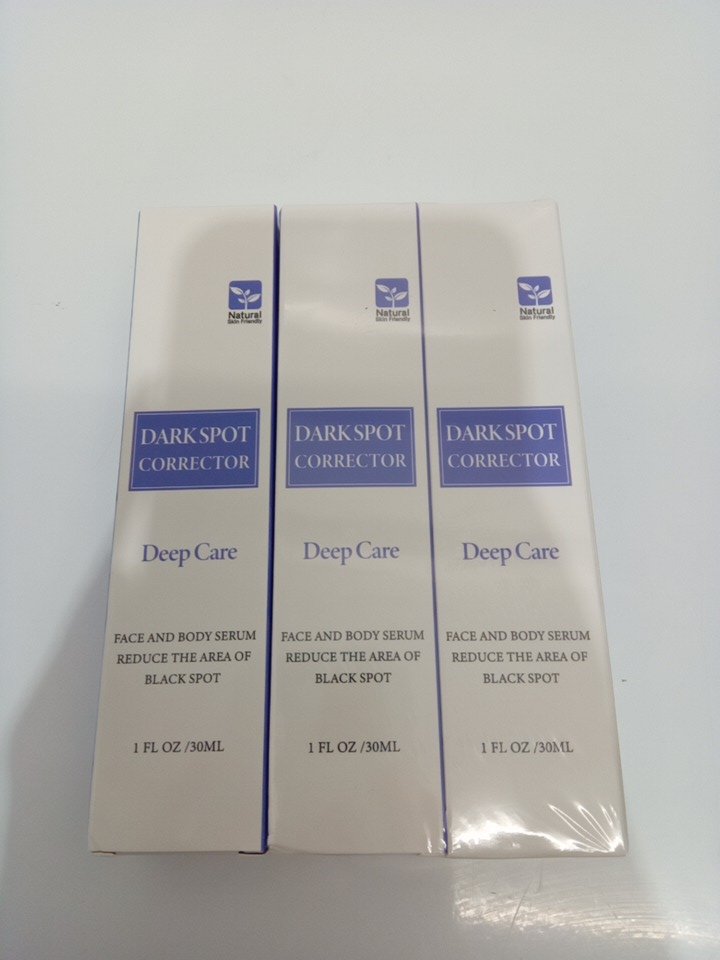 Natural
Skin Friendly
DARK SPOT
CORRECTOR
Deep Care
FACE AND BODY SERUM
REDUCE THE AREA OF
BLACK SPOT
1 FL OZ /30ML
Natural
Skin Friendly
DARK SPOT
CORRECTOR
Deep Care
FACE AND BODY SERUM
REDUCE THE AREA OF
BLACK SPOT
1 FL OZ /30ML
Natural
Skin Friendly
DARK SPOT
CORRECTOR
Deep Care
FACE AND BODY SERUM
REDUCE THE AREA OF
BLACK SPOT
1 FL OZ /30ML